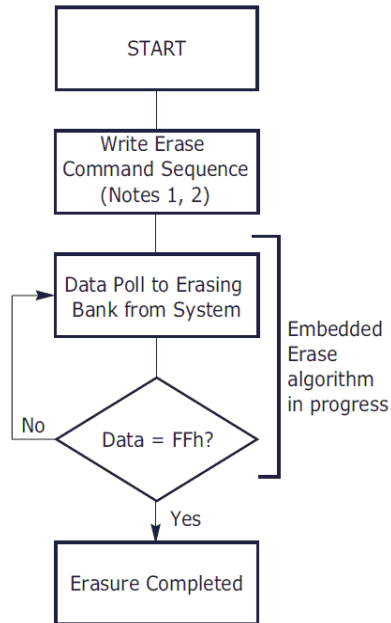 START
Write Erase
Command Sequence
(Notes 1, 2)
Data Poll to Erasing
Bank from System
Embedded
Erase
algorithm
in progress
No
Data = FFh?
Yes
Erasure Completed